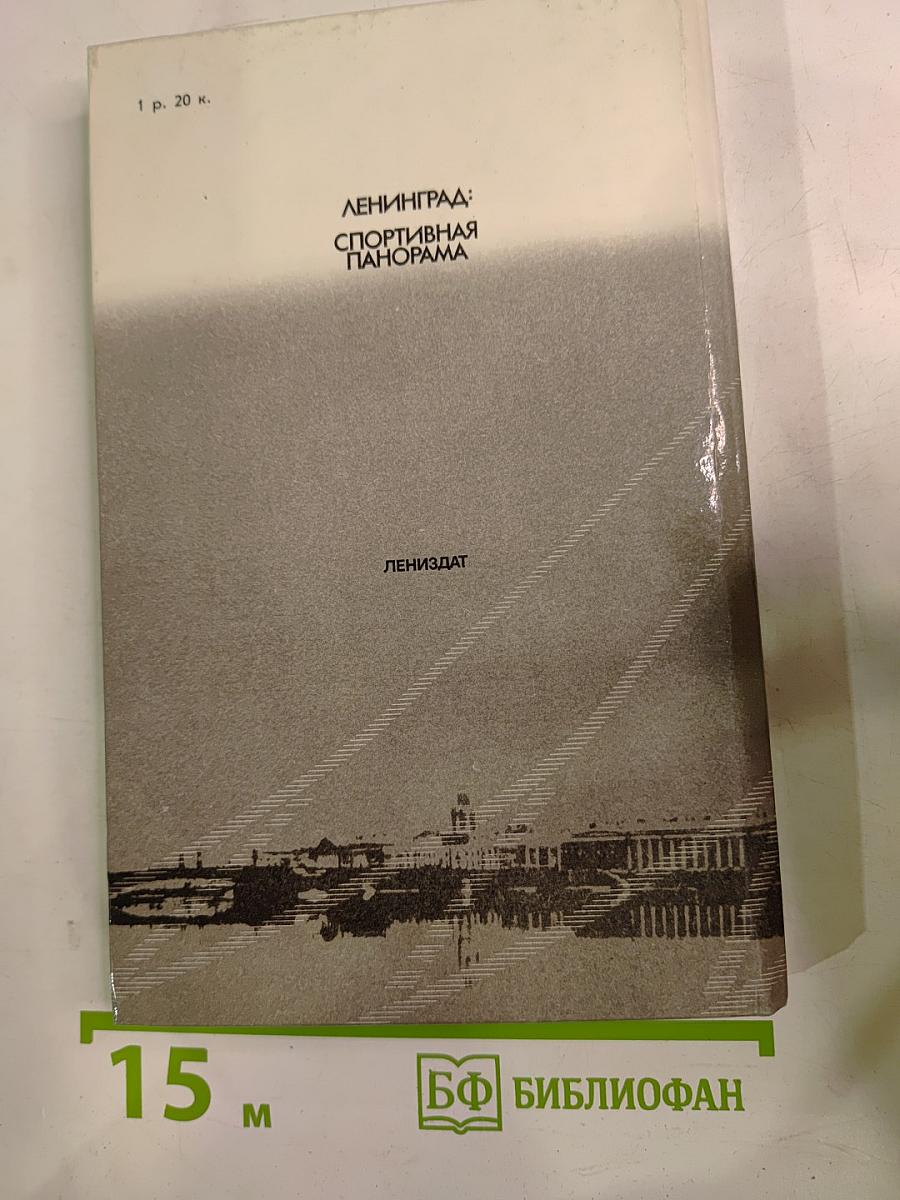 1 р. 20 к.
ЛЕНИНГРАД:
СПОРТИВНАЯ
ПАНОРАМА
ЛЕНИЗДАТ
15 м
БФ БИБЛИОФАН